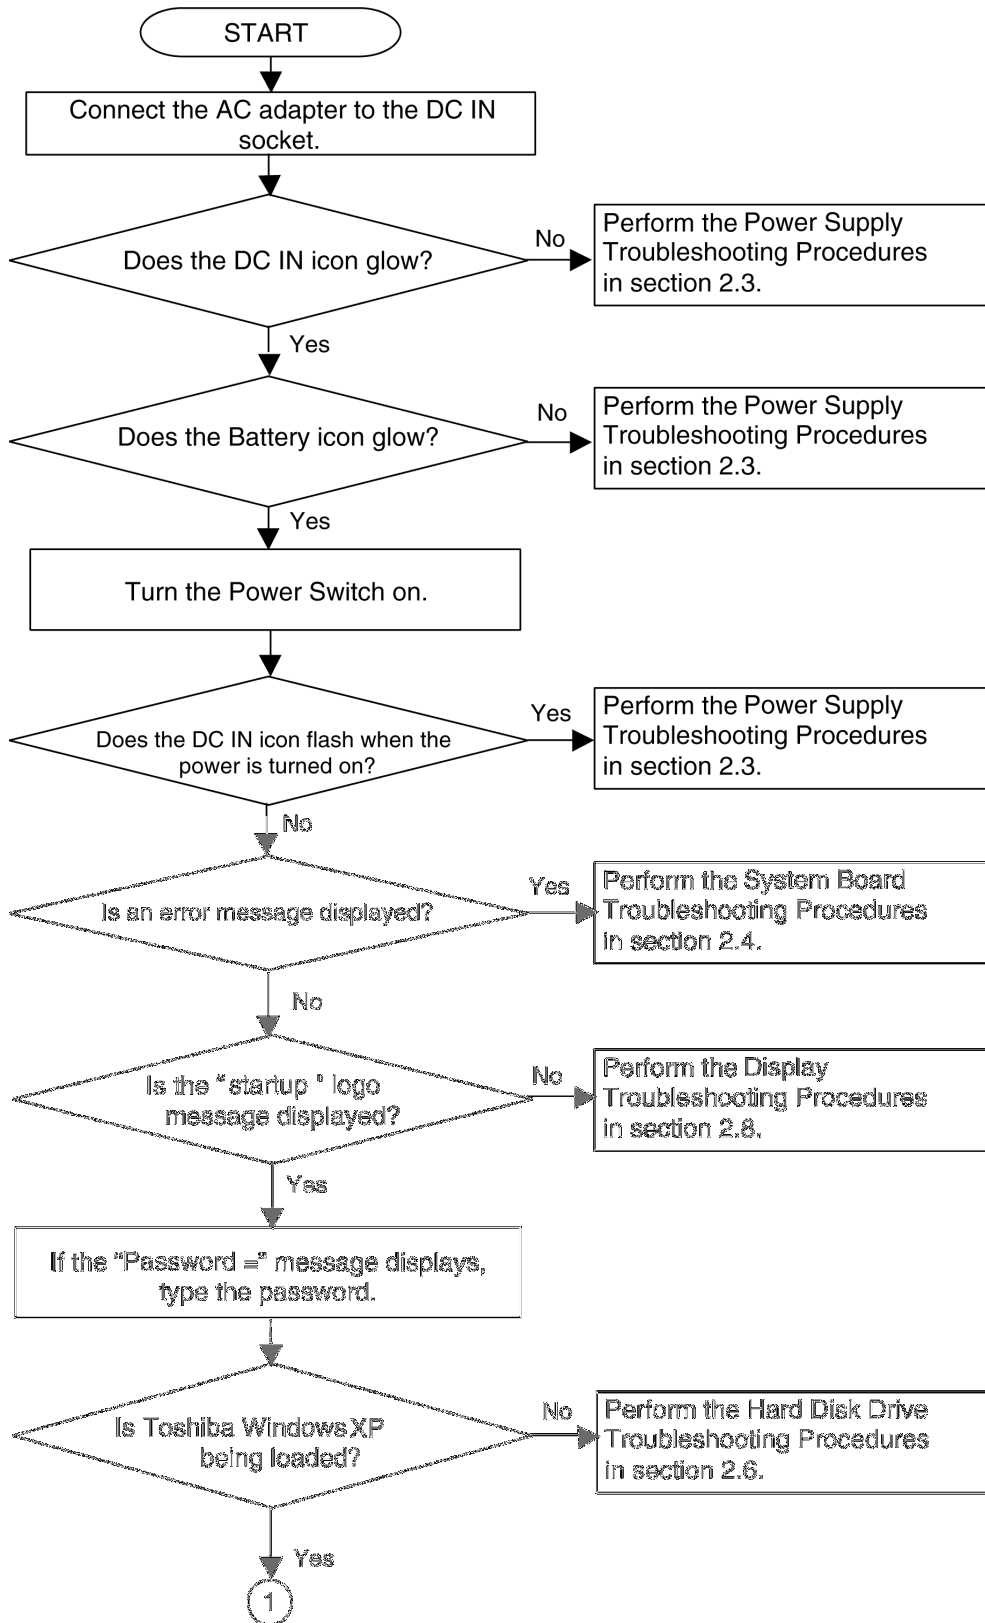 START
Connect the AC adapter to the DC IN
socket.
Does the DC IN icon glow?
No
Perform the Power Supply
Troubleshooting Procedures
in section 2.3.
Yes
Does the Battery icon glow?
No
Perform the Power Supply
Troubleshooting Procedures
in section 2.3.
Yes
Turn the Power Switch on.
Does the DC IN icon flash when the
power is turned on?
Yes
Perform the Power Supply
Troubleshooting Procedures
in section 2.3.
No
Is an error message displayed?
Yes
Perform the System Board
Troubleshooting Procedures
in section 2.4.
No
Is the “ startup ” logo
message displayed?
No
Perform the Display
Troubleshooting Procedures
in section 2.8.
Yes
If the “Password =” message displays,
type the password.
Is Toshiba Windows XP
being loaded?
No
Perform the Hard Disk Drive
Troubleshooting Procedures
in section 2.6.
Yes
1